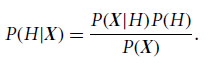 P(H|X) = P(X|H)P(H) / P(X).